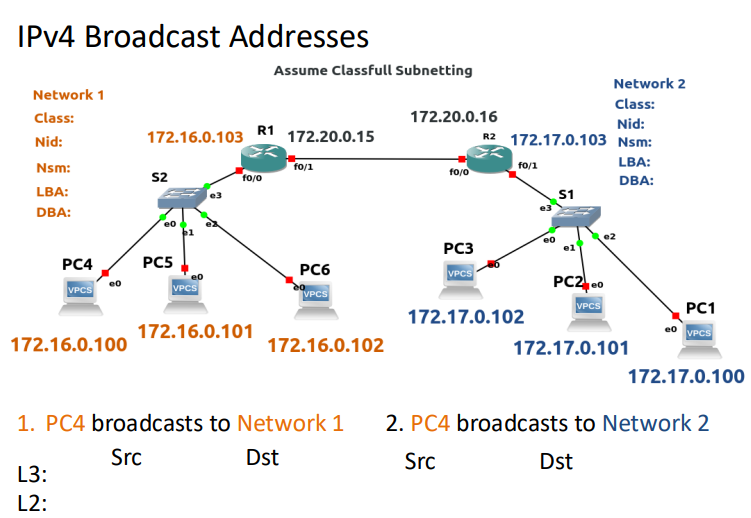 IPv4 Broadcast Addresses
Assume Classfull Subnetting
Network 1
Class:
Nid:
Nsm:
LBA:
DBA:
Network 2
Class:
Nid:
Nsm:
LBA:
DBA:
172.16.0.103
R1
172.20.0.15
172.20.0.16
R2
172.17.0.103
f0/0
f0/1
f0/0
f0/1
S2
e3
e0
e1
e2
S1
e3
e0
e1
e2
PC4
e0
VPCS
172.16.0.100
PC5
e0
VPCS
172.16.0.101
PC6
e0
VPCS
172.16.0.102
PC3
e0
VPCS
172.17.0.102
PC2
e0
VPCS
172.17.0.101
PC1
e0
VPCS
172.17.0.100
1. PC4 broadcasts to Network 1
Src Dst
2. PC4 broadcasts to Network 2
Src Dst
L3:
L2: